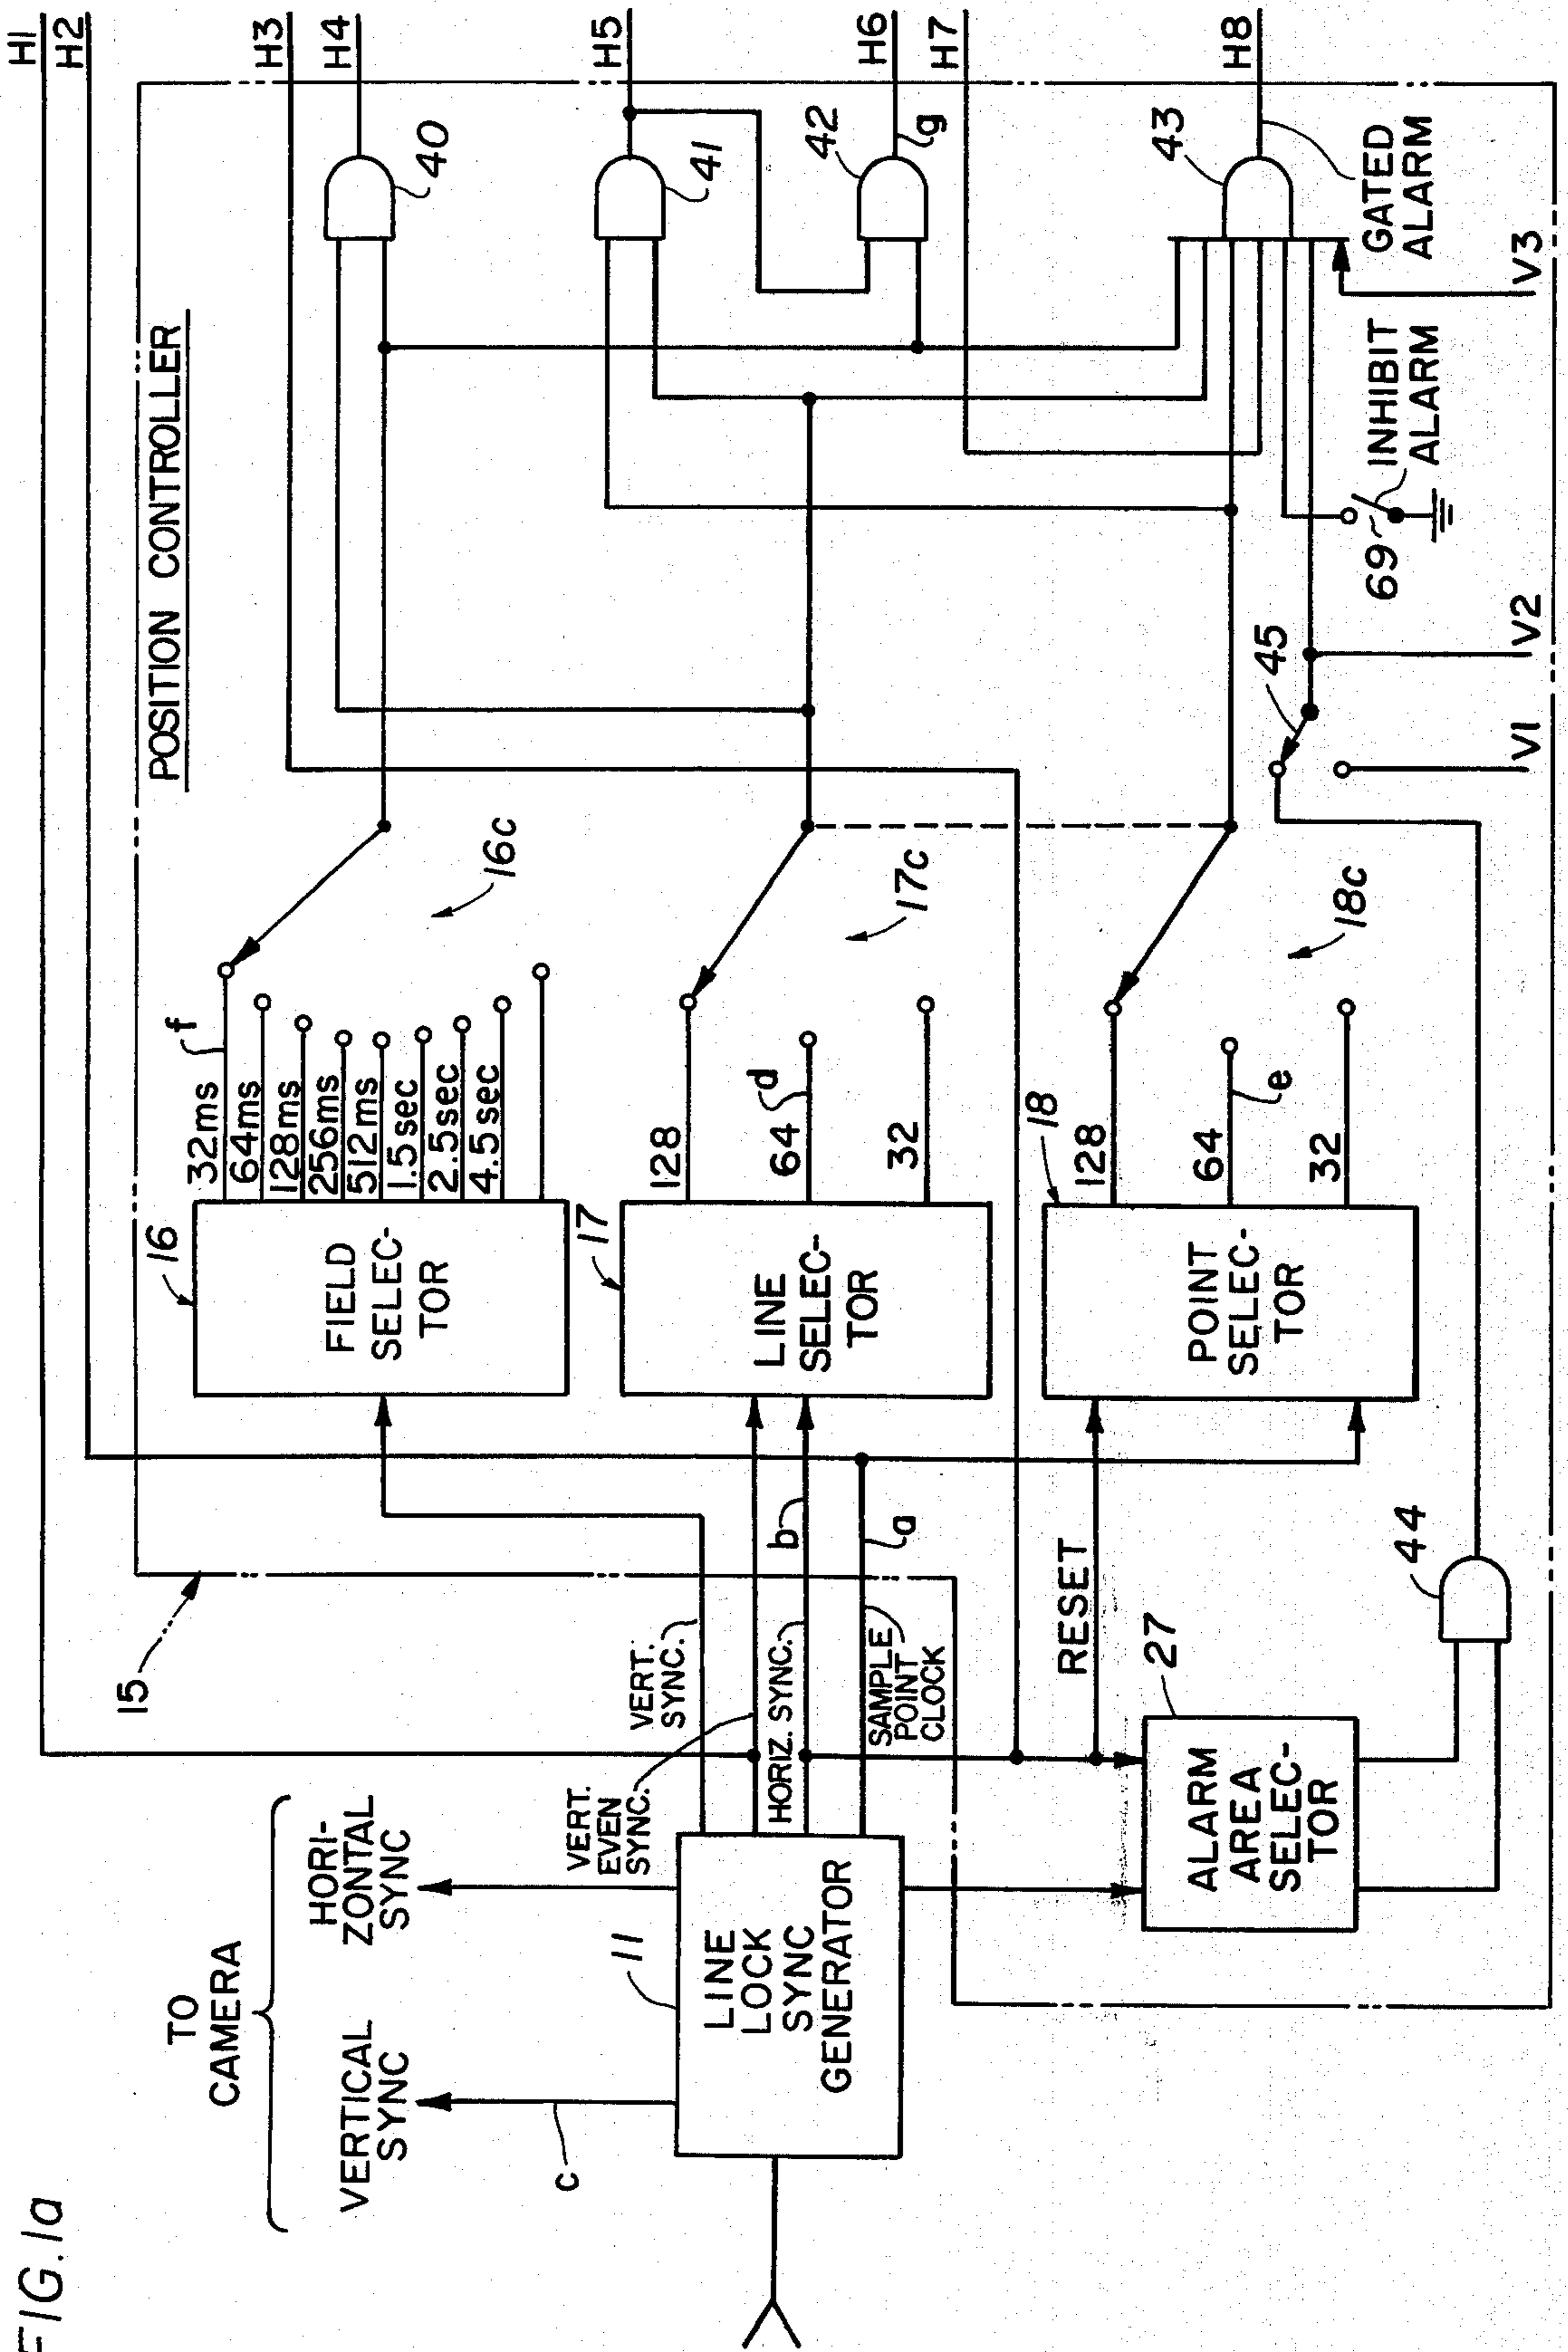 FIG. 1a
H1
H2
H3
H4
H5
H6
H7
H8
POSITION CONTROLLER
40
41
42
g
43
GATED
ALARM
V3
INHIBIT
ALARM
69
V2
45
V1
16c
17c
18c
f
32ms
64ms
128ms
256ms
512ms
1.5sec
2.5sec
4.5sec
16
FIELD
SELEC-
TOR
128
d
64
32
17
LINE
SELEC-
TOR
18
128
64
e
32
POINT
SELEC-
TOR
15
VERT.
SYNC.
VERT.
EVEN
SYNC.
b
HORIZ. SYNC.
a
SAMPLE
POINT
CLOCK
RESET
27
44
ALARM
AREA
SELEC-
TOR
TO
CAMERA
HORI-
ZONTAL
SYNC
VERTICAL
SYNC
c
11
LINE
LOCK
SYNC
GENERATOR